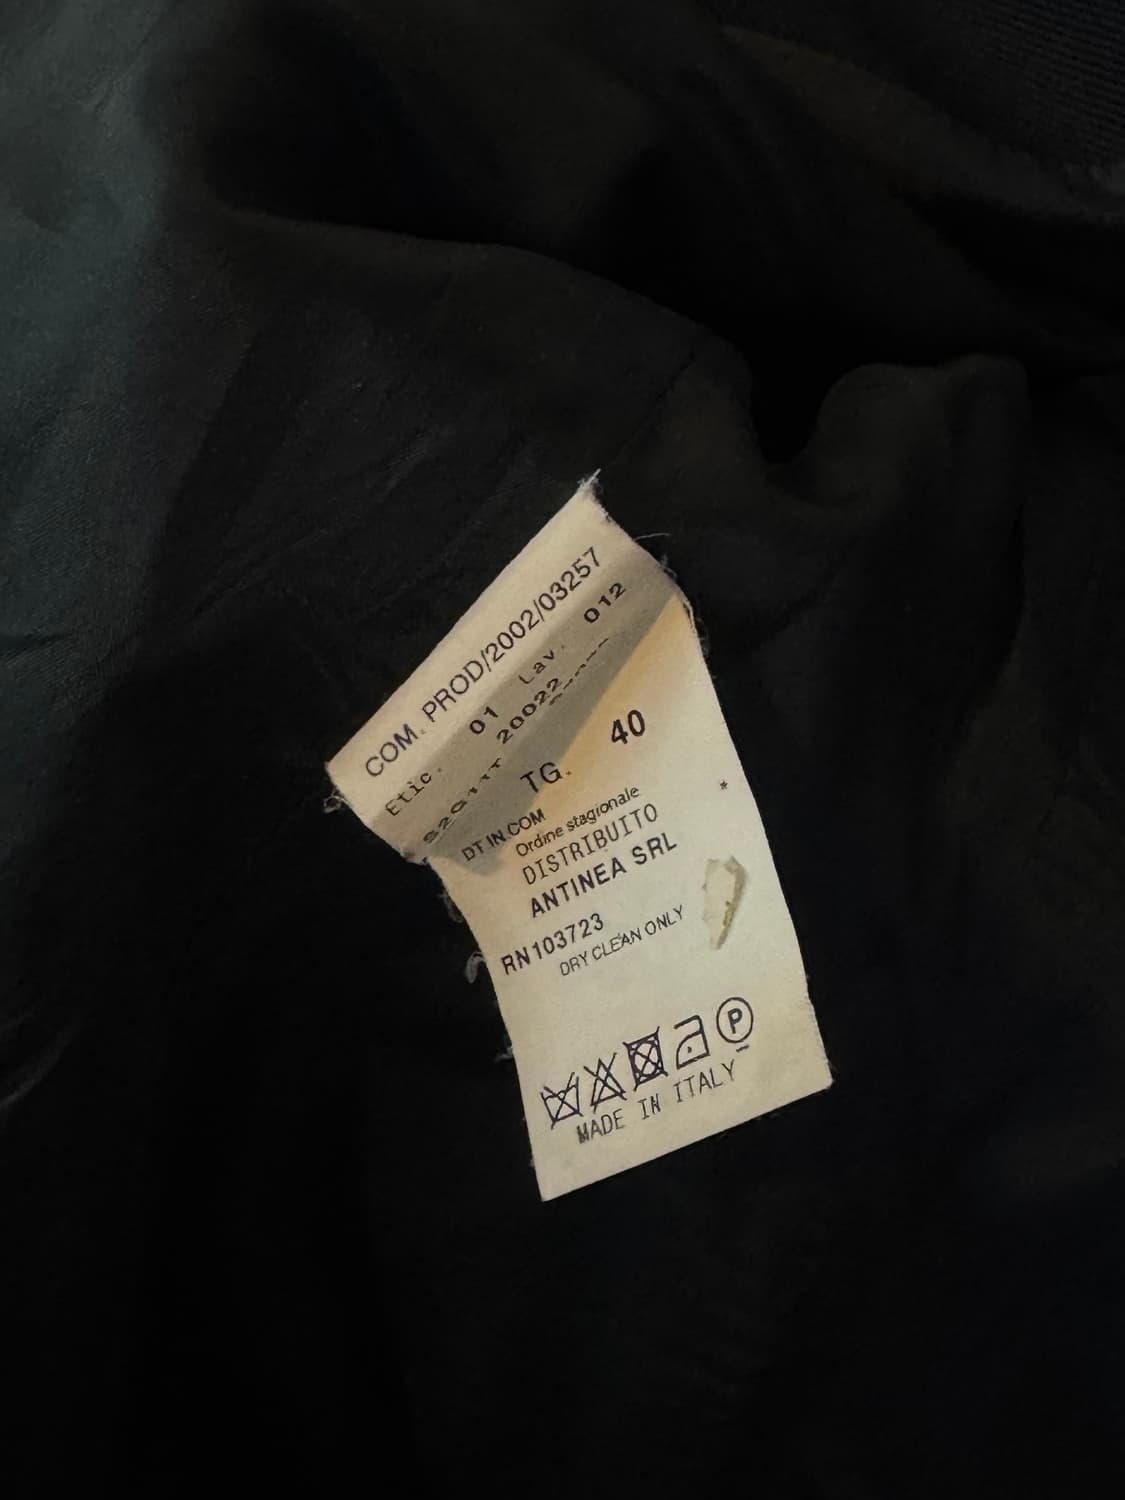 COM. PROD/2002/03257
Etic. 01 Lav. 012
20022
TG. 40
DT IN.COM
Ordine stagionale
*
DISTRIBUITO
ANTINEA SRL
RN103723
DRY CLEAN ONLY
P
MADE IN ITALY